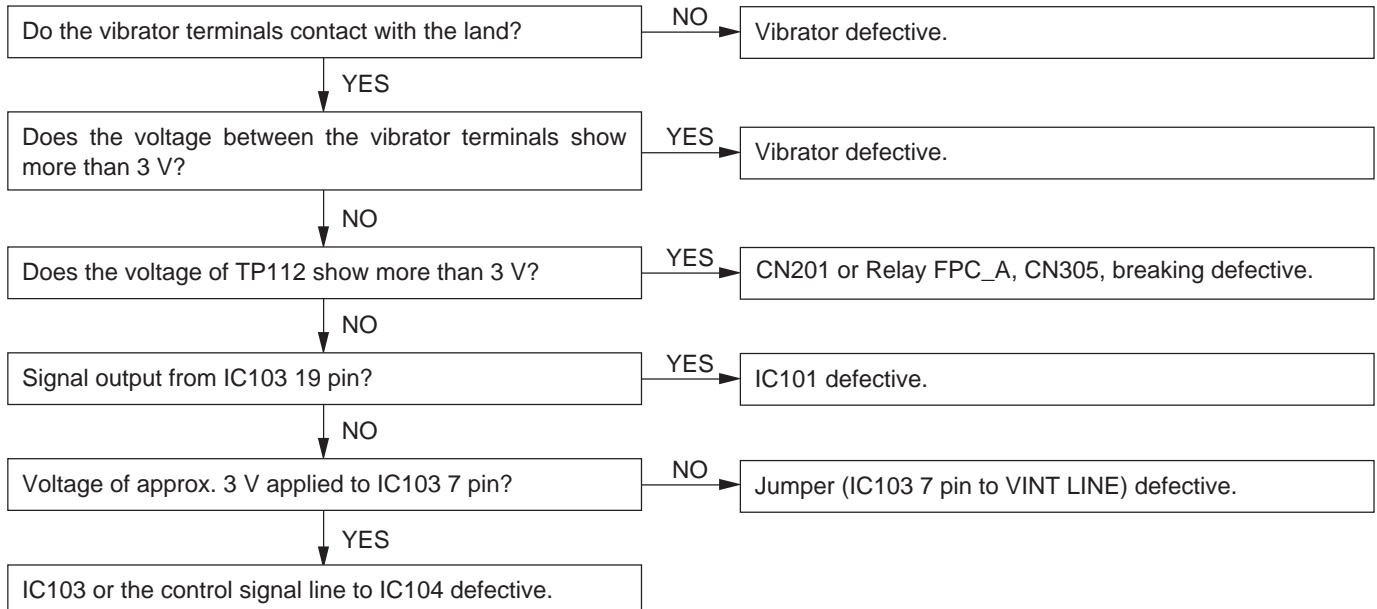 Do the vibrator terminals contact with the land?
NO
Vibrator defective.
YES
Does the voltage between the vibrator terminals show
more than 3 V?
YES
Vibrator defective.
NO
Does the voltage of TP112 show more than 3 V?
YES
CN201 or Relay FPC_A, CN305, breaking defective.
NO
Signal output from IC103 19 pin?
YES
IC101 defective.
NO
Voltage of approx. 3 V applied to IC103 7 pin?
NO
Jumper (IC103 7 pin to VINT LINE) defective.
YES
IC103 or the control signal line to IC104 defective.